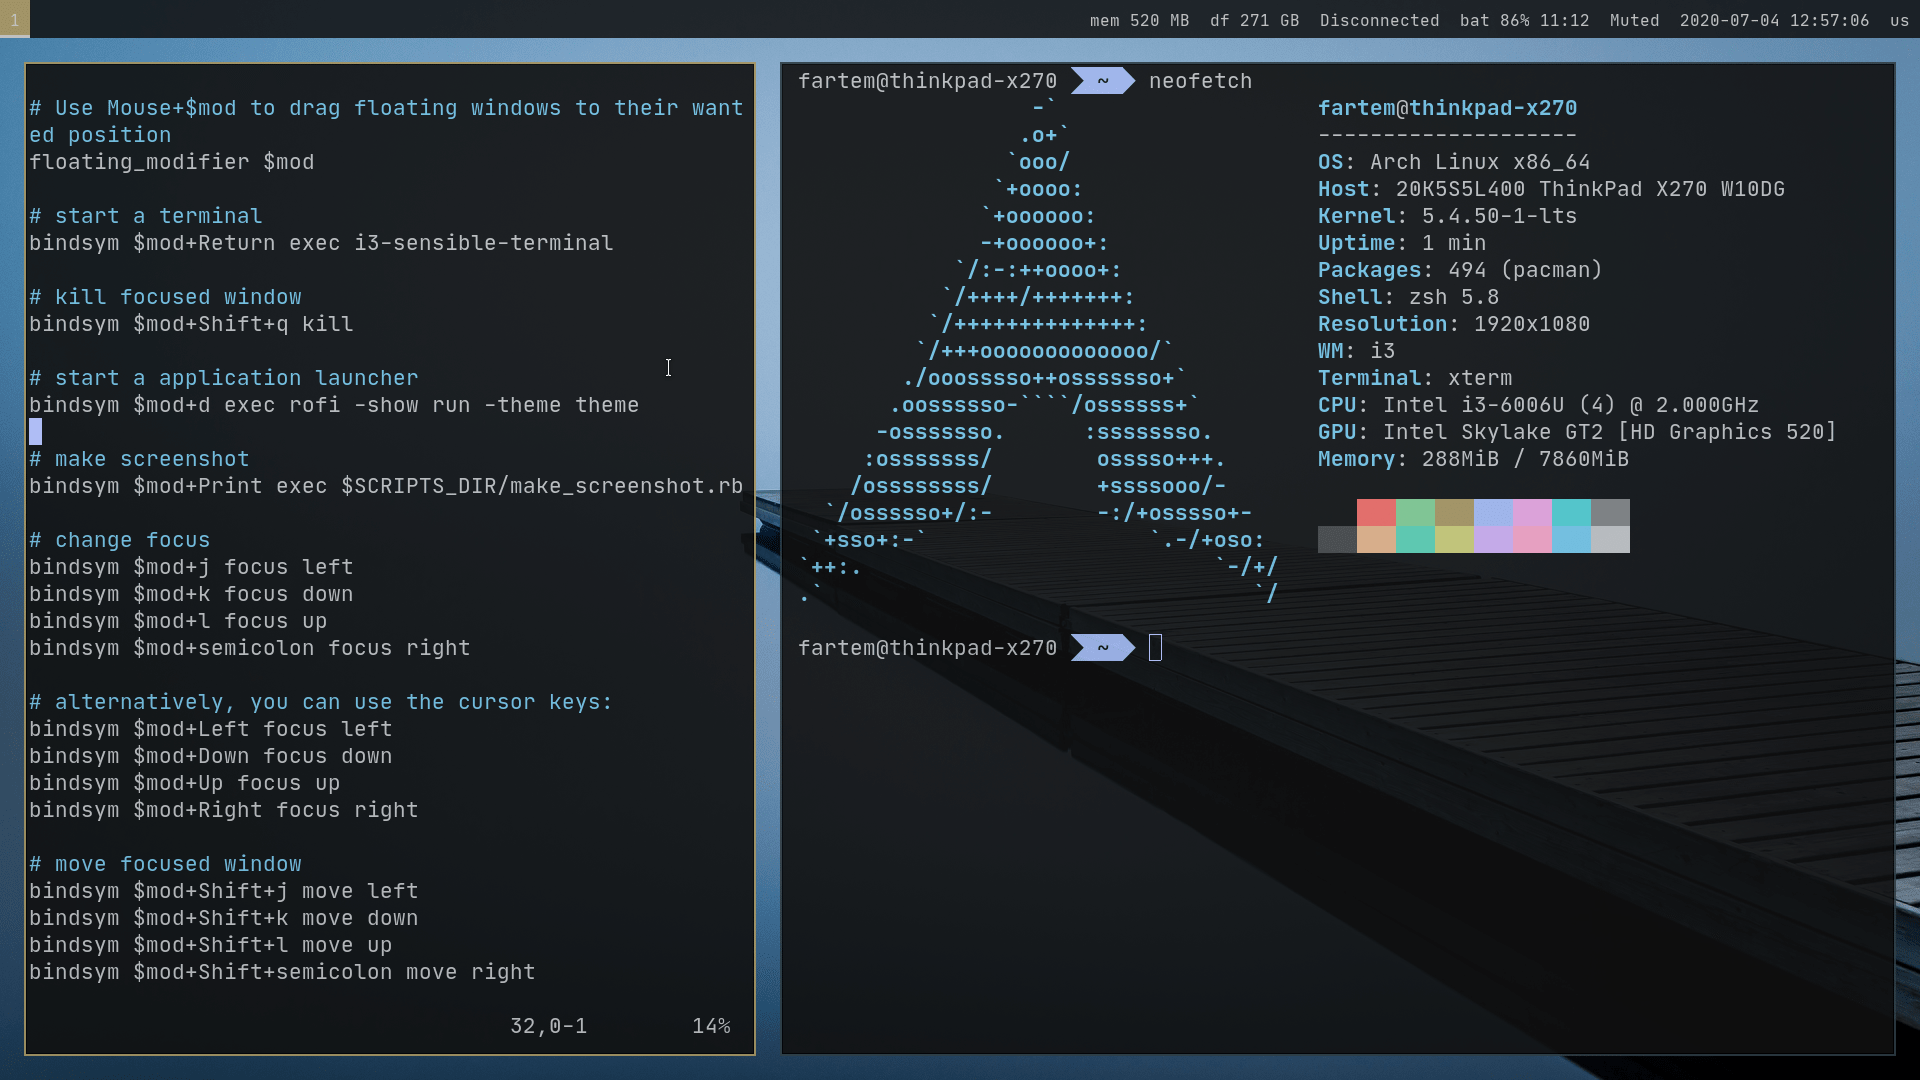 1 mem 520 MB df 271 GB Disconnected bat 86% 11:12 Muted 2020-07-04 12:57:06 us
# Use Mouse+$mod to drag floating windows to their want
ed position
floating_modifier $mod
# start a terminal
bindsym $mod+Return exec i3-sensible-terminal
# kill focused window
bindsym $mod+Shift+q kill
# start a application launcher
bindsym $mod+d exec rofi -show run -theme theme
# make screenshot
bindsym $mod+Print exec $SCRIPTS_DIR/make_screenshot.rb
# change focus
bindsym $mod+j focus left
bindsym $mod+k focus down
bindsym $mod+l focus up
bindsym $mod+semicolon focus right
# alternatively, you can use the cursor keys:
bindsym $mod+Left focus left
bindsym $mod+Down focus down
bindsym $mod+Up focus up
bindsym $mod+Right focus right
# move focused window
bindsym $mod+Shift+j move left
bindsym $mod+Shift+k move down
bindsym $mod+Shift+l move up
bindsym $mod+Shift+semicolon move right
32,0-1 14%
fartem@thinkpad-x270 ~ neofetch
-`
.o+`
`ooo/
`+oooo:
`+oooooo:
-+oooooo+:
`/:-:++oooo+:
`/++++/+++++++:
`/++++++++++++++:
`/+++ooooooooooooo/`
./ooosssso++osssssso+`
.oossssso-````/ossssss+`
-osssssso. :ssssssso.
:osssssss/ osssso+++.
/ossssssss/ +ssssooo/-
`/ossssso+/:- -:/+osssso+-
`+sso+:-` `.-/+oso:
`++:. `-/+/
.` `/
fartem@thinkpad-x270
--------------------
OS: Arch Linux x86_64
Host: 20K5S5L400 ThinkPad X270 W10DG
Kernel: 5.4.50-1-lts
Uptime: 1 min
Packages: 494 (pacman)
Shell: zsh 5.8
Resolution: 1920x1080
WM: i3
Terminal: xterm
CPU: Intel i3-6006U (4) @ 2.000GHz
GPU: Intel Skylake GT2 [HD Graphics 520]
Memory: 288MiB / 7860MiB
fartem@thinkpad-x270 ~